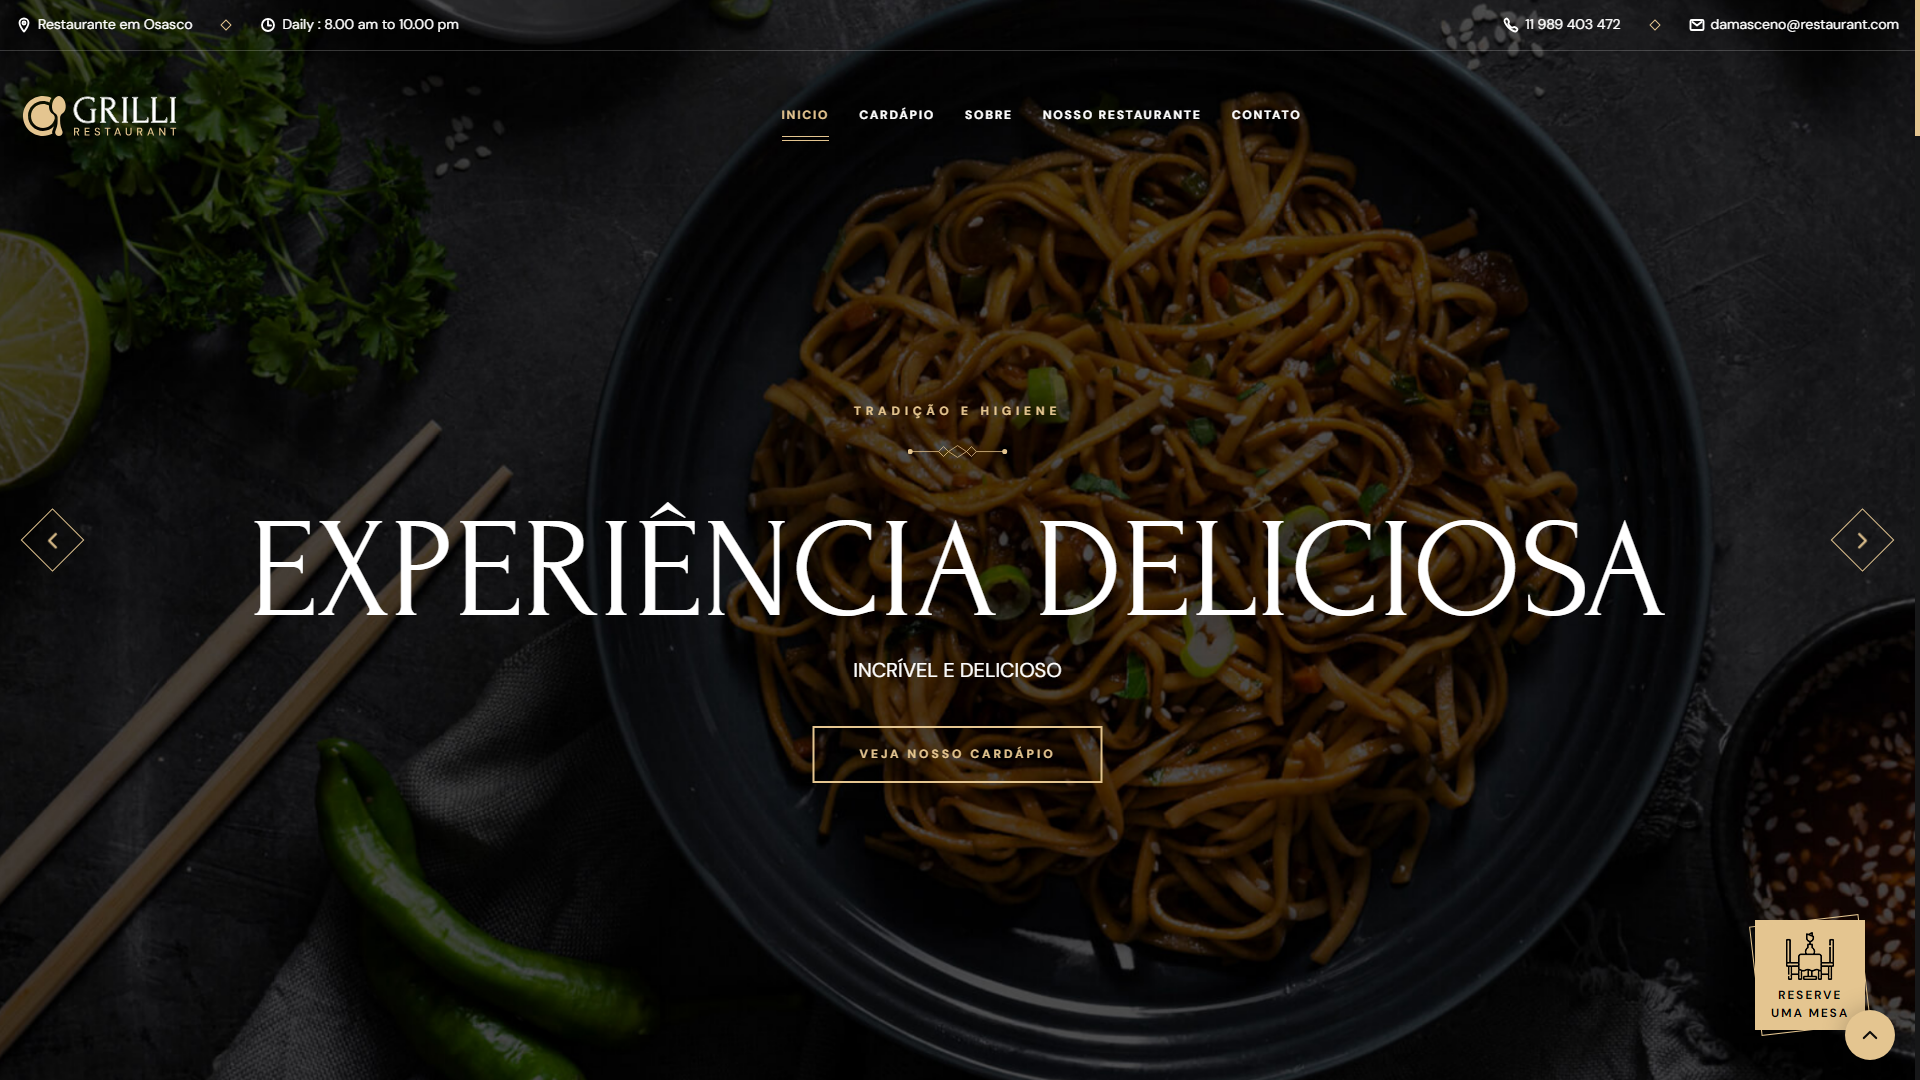 Restaurante em Osasco
Daily : 8.00 am to 10.00 pm
11 989 403 472
damasceno@restaurant.com
GRILLI
RESTAURANT
INICIO
CARDÁPIO
SOBRE
NOSSO RESTAURANTE
CONTATO
TRADIÇÃO E HIGIENE
EXPERIÊNCIA DELICIOSA
INCRÍVEL E DELICIOSO
VEJA NOSSO CARDÁPIO
RESERVE
UMA MESA